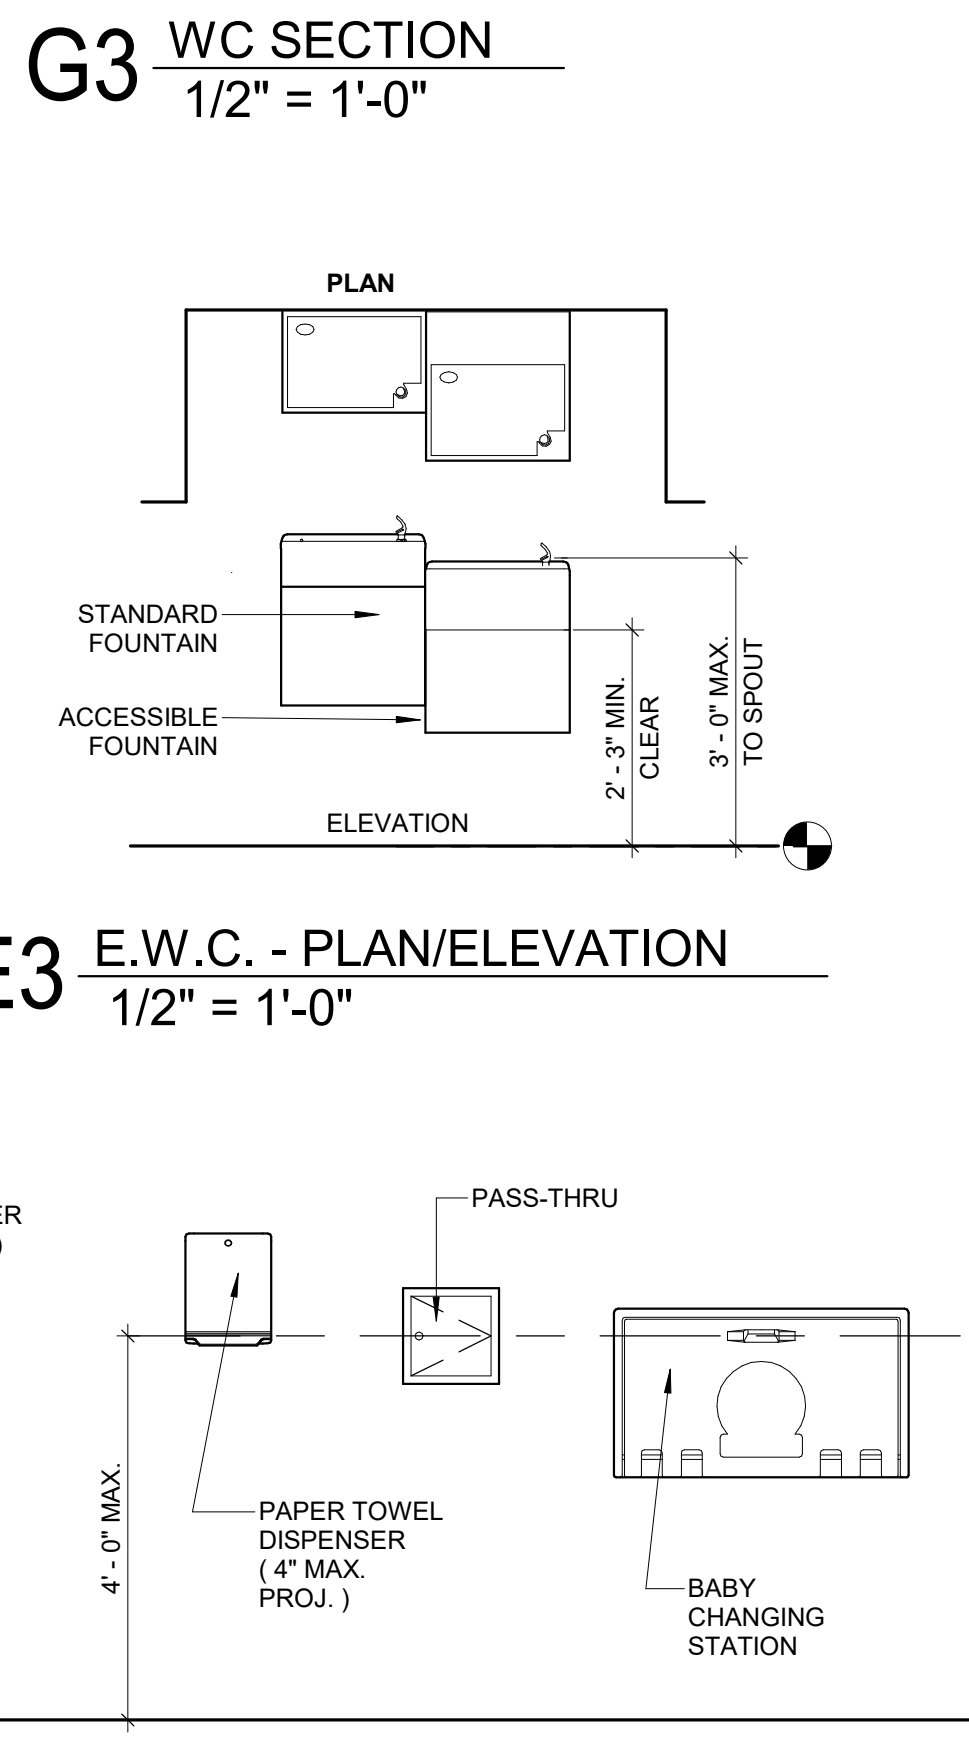 G3 WC SECTION
1/2" = 1'-0"
PLAN
STANDARD
FOUNTAIN
ACCESSIBLE
FOUNTAIN
2' - 3" MIN.
CLEAR
3' - 0" MAX.
TO SPOUT
ELEVATION
E3 E.W.C. - PLAN/ELEVATION
1/2" = 1'-0"
ER
)
PASS-THRU
4' - 0" MAX.
PAPER TOWEL
DISPENSER
( 4" MAX.
PROJ. )
BABY
CHANGING
STATION